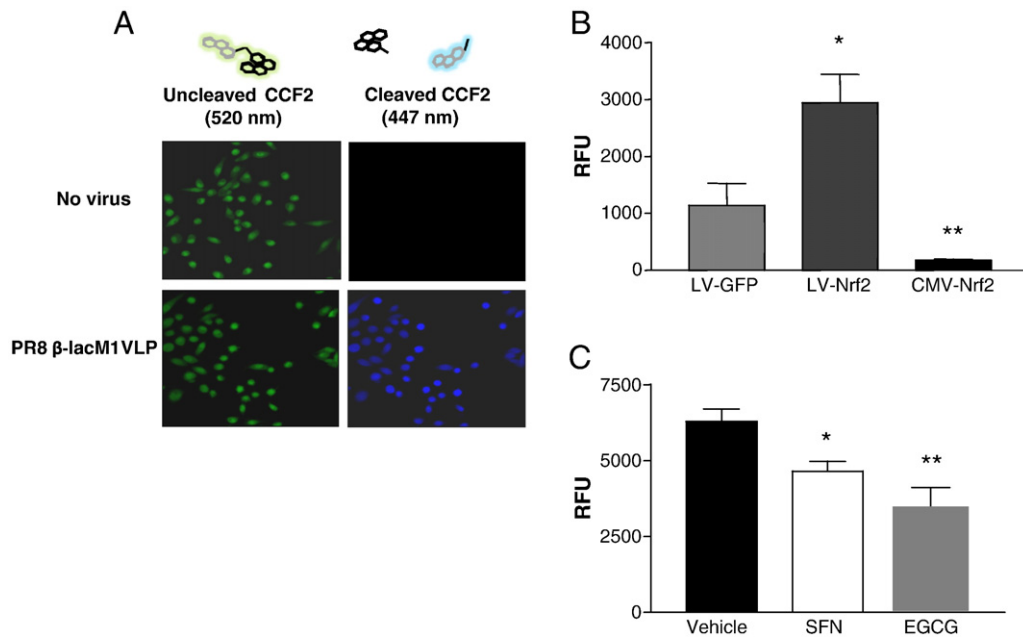 A
Uncleaved CCF2
(520 nm)
Cleaved CCF2
(447 nm)
No virus
PR8 β-lacM1VLP
B
4000
3000
2000
1000
0
RFU
*
**
LV-GFP
LV-Nrf2
CMV-Nrf2
C
7500
5000
2500
0
RFU
*
**
Vehicle
SFN
EGCG